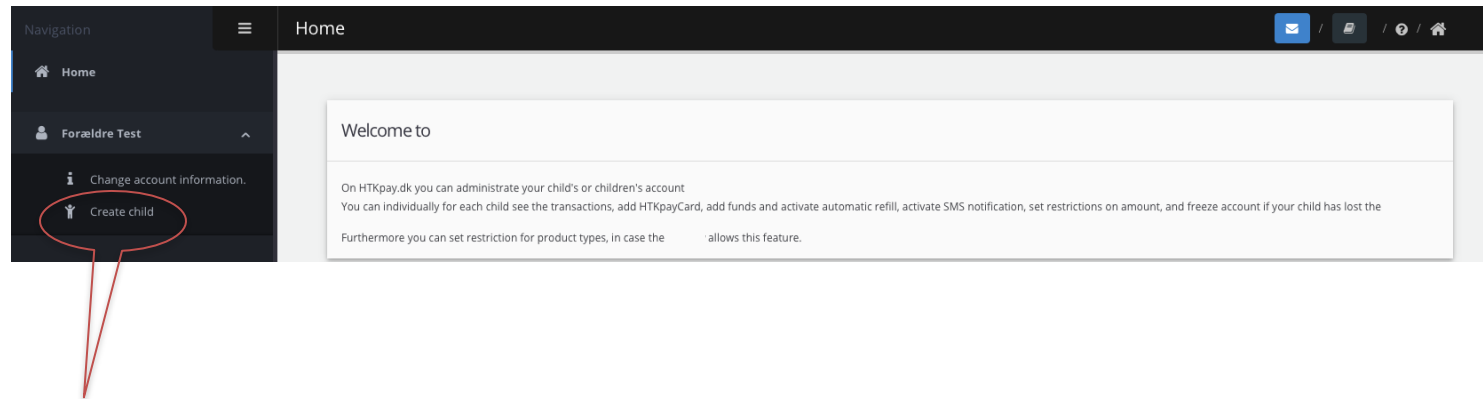 Navigation
Home
/
/
/
Home
Forældre Test
Change account information.
Create child
Welcome to
On HTKpay.dk you can administrate your child's or children's account
You can individually for each child see the transactions, add HTKpayCard, add funds and activate automatic refill, activate SMS notification, set restrictions on amount, and freeze account if your child has lost the
Furthermore you can set restriction for product types, in case the allows this feature.